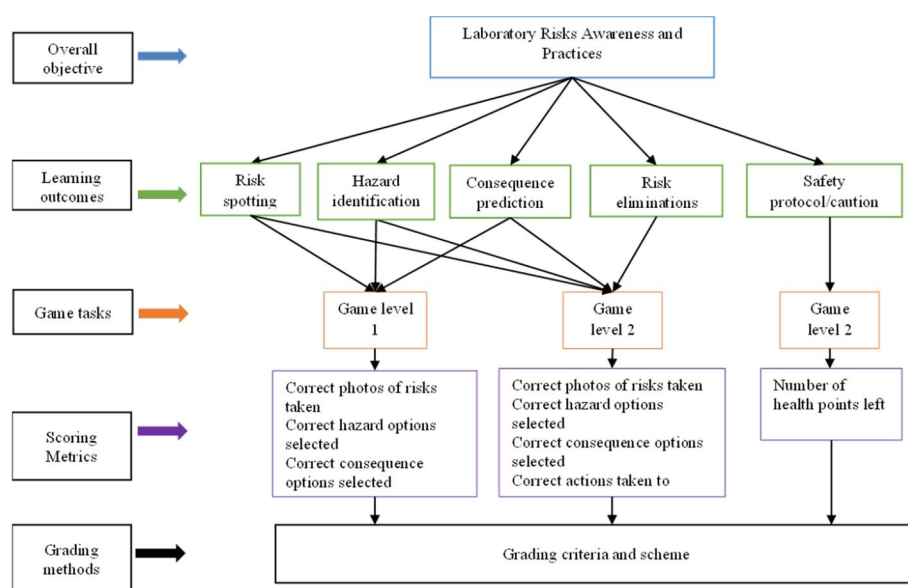 Overall
objective
Laboratory Risks Awareness and
Practices
Learning
outcomes
Risk
spotting
Hazard
identification
Consequence
prediction
Risk
eliminations
Safety
protocol/caution
Game tasks
Game level
1
Game
level 2
Game
level 2
Scoring
Metrics
Correct photos of risks
taken
Correct hazard options
selected
Correct consequence
options selected
Correct photos of risks taken
Correct hazard options
selected
Correct consequence options
selected
Correct actions taken to
Number of
health points left
Grading
methods
Grading criteria and scheme